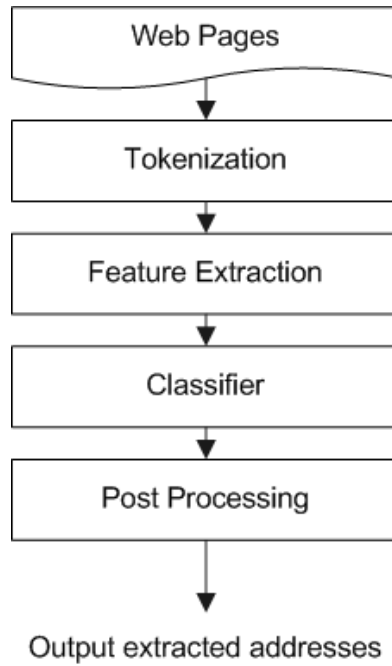 Web Pages
Tokenization
Feature Extraction
Classifier
Post Processing
Output extracted addresses